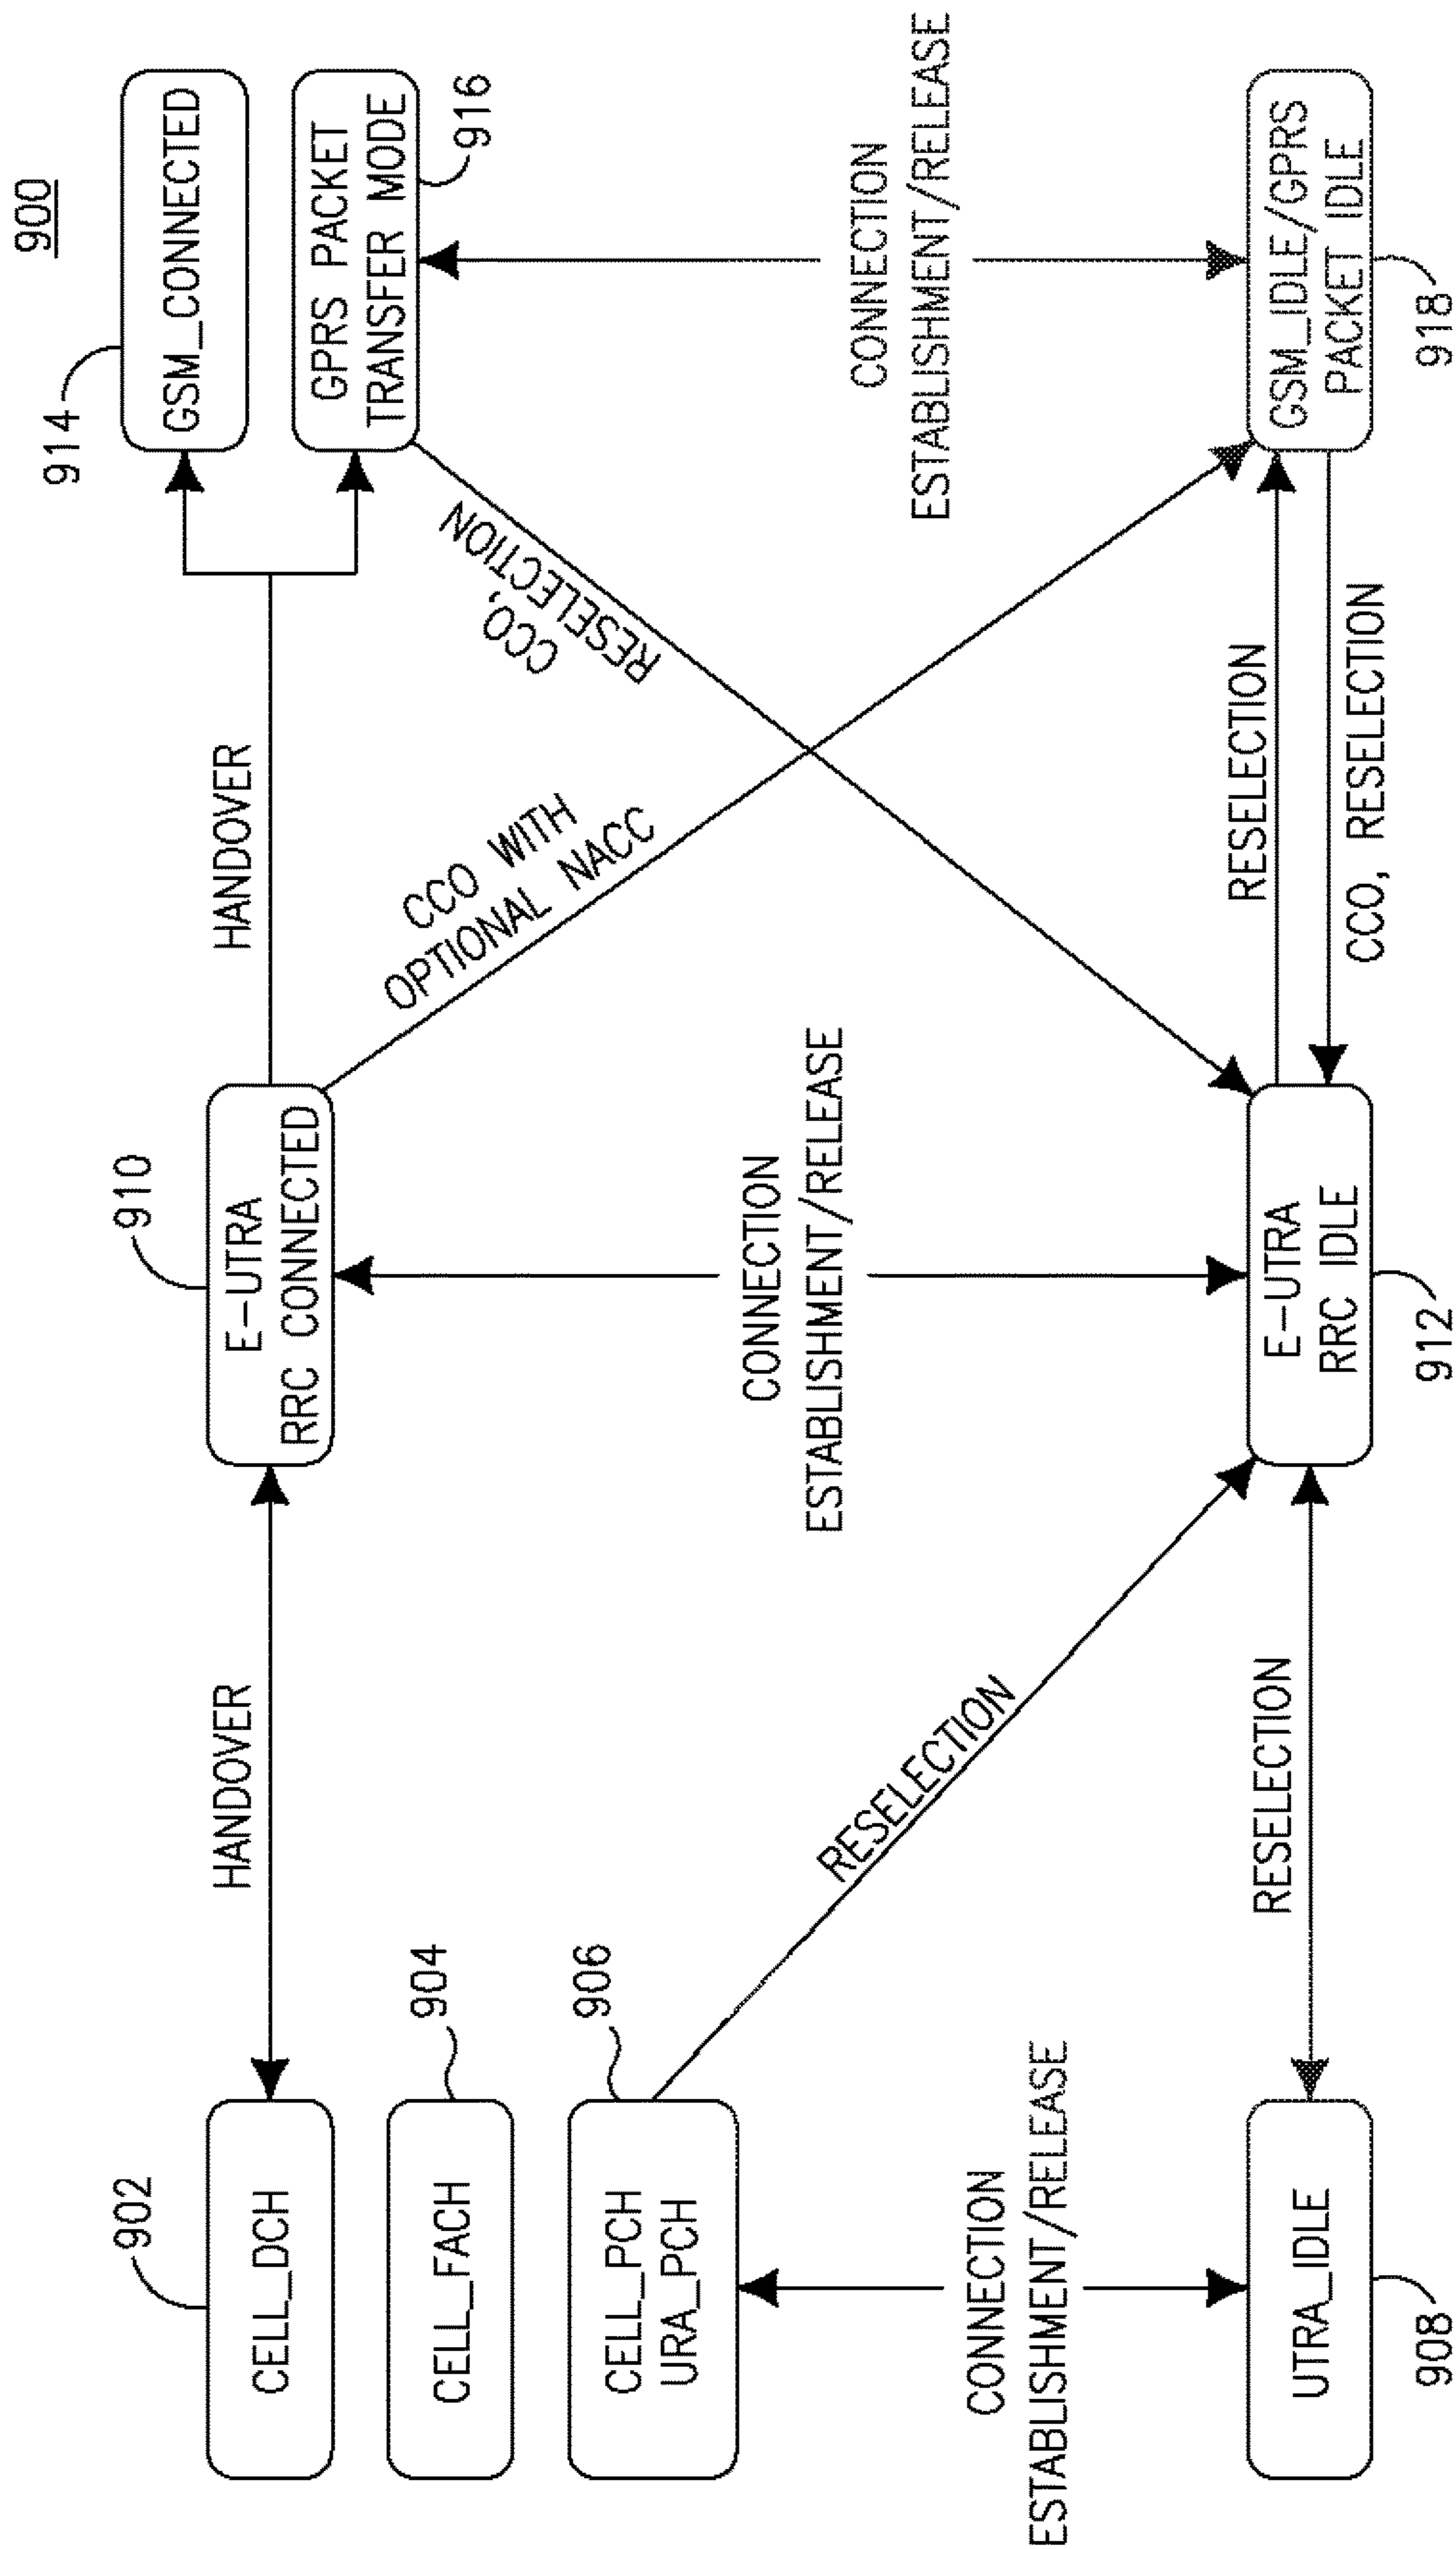 900
902
CELL_DCH
904
CELL_FACH
906
CELL_PCH
URA_PCH
CONNECTION
ESTABLISHMENT/RELEASE
UTRA_IDLE
908
HANDOVER
RESELECTION
RESELECTION
910
E-UTRA
RRC CONNECTED
CONNECTION
ESTABLISHMENT/RELEASE
E-UTRA
RRC IDLE
912
HANDOVER
CCO WITH
OPTIONAL NACC
CCO,
RESELECTION
RESELECTION
CCO, RESELECTION
914
GSM_CONNECTED
GPRS PACKET
TRANSFER MODE
916
CONNECTION
ESTABLISHMENT/RELEASE
GSM_IDLE/GPRS
PACKET IDLE
918